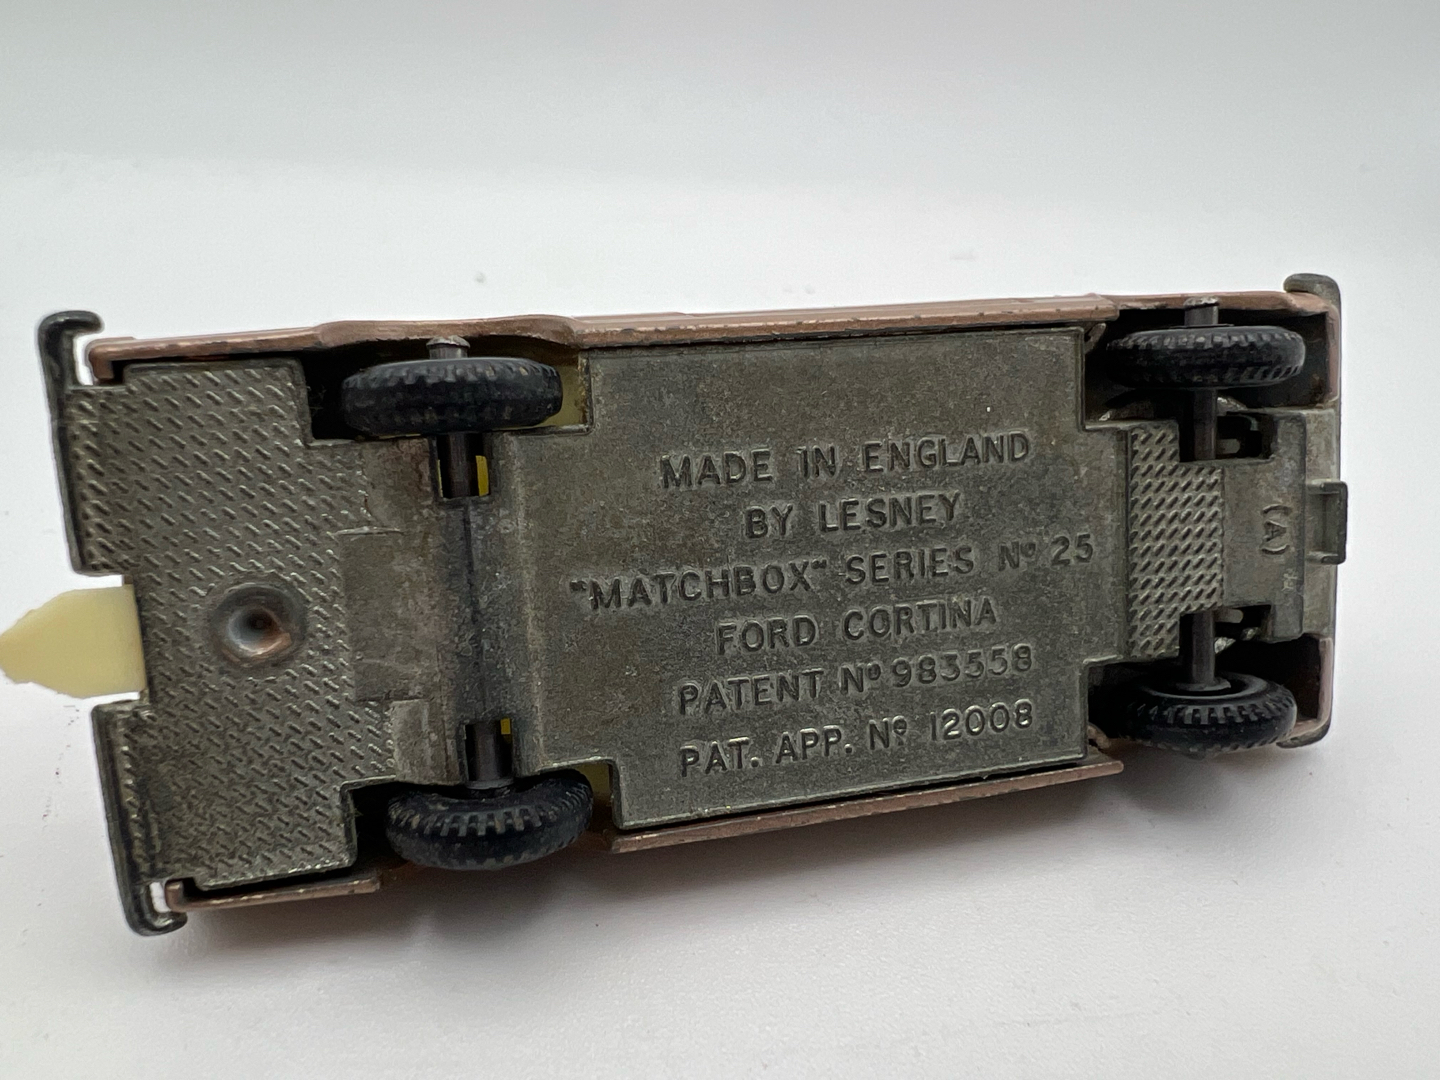 MADE IN ENGLAND
BY LESNEY
"MATCHBOX" SERIES Nº 25
FORD CORTINA
PATENT Nº 983558
PAT. APP. Nº 12008
(A)